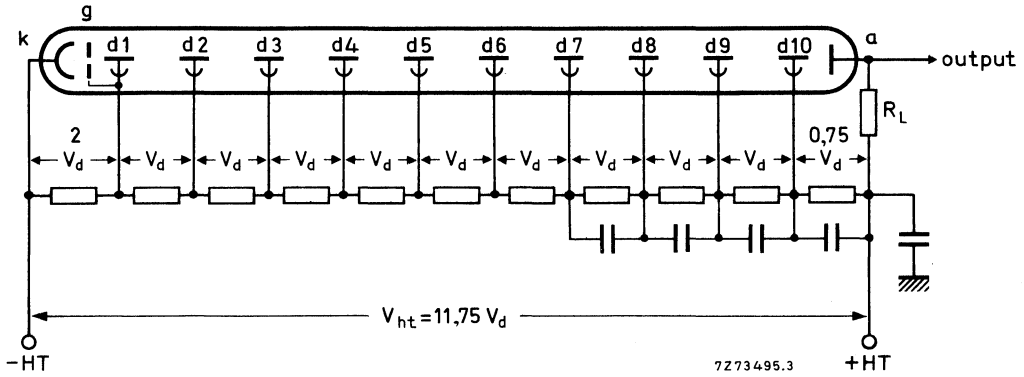 g
k d1 d2 d3 d4 d5 d6 d7 d8 d9 d10 a
output
R_L
2 0,75
V_d V_d V_d V_d V_d V_d V_d V_d V_d V_d V_d
V_ht = 11,75 V_d
-HT +HT
7Z73495.3